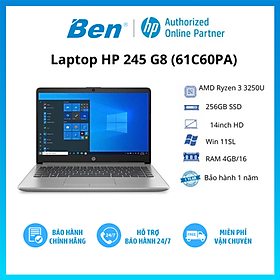 Ben
hp
AUTHORIZED
Online Partner
Laptop HP 245 G8 (61C60PA)
AMD Ryzen 3 3250U
256GB SSD
14inch HD
Win 11SL
RAM 4GB/16
Bảo hành 1 năm
BẢO HÀNH
CHÍNH HÃNG
24/7
HỖ TRỢ
BẢO HÀNH 24/7
MIỄN PHÍ
VẬN CHUYỂN